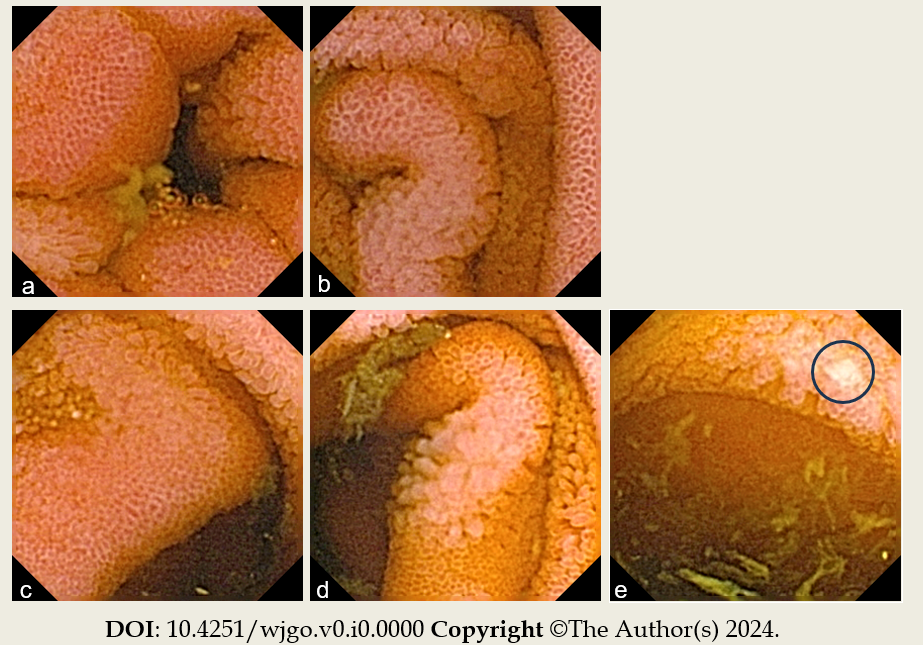 a
b
c
d
e
DOI: 10.4251/wjgo.v0.i0.0000 Copyright ©The Author(s) 2024.